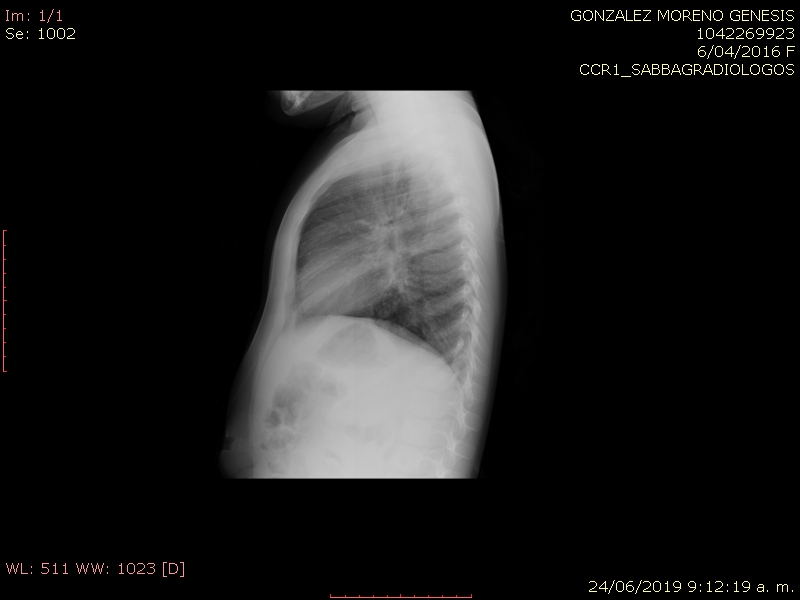 Im: 1/1
Se: 1002
GONZALEZ MORENO GENESIS
1042269923
6/04/2016 F
CCR1_SABBAGRADIOLOGOS
WL: 511 WW: 1023 [D]
24/06/2019 9:12:19 a. m.